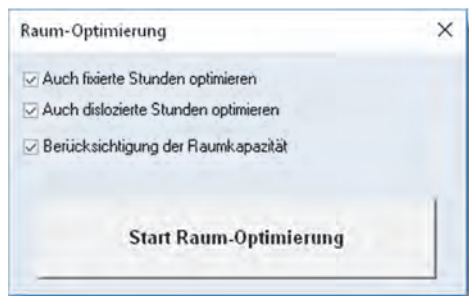 Raum-Optimierung
Auch fixierte Stunden optimieren
Auch dislozierte Stunden optimieren
Berücksichtigung der Raumkapazität
Start Raum-Optimierung